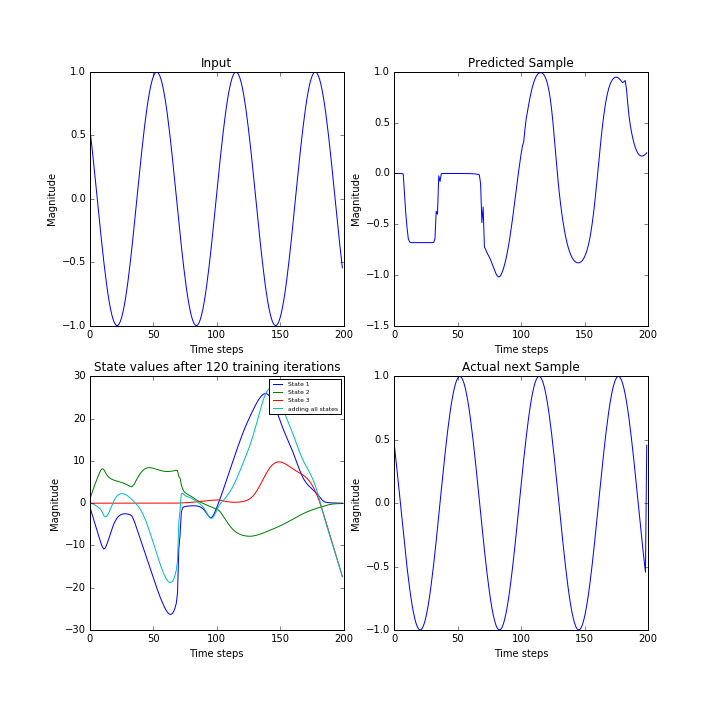 Input
Magnitude
1.0
0.5
0.0
−0.5
−1.0
0
50
100
150
200
Time steps
Predicted Sample
Magnitude
1.0
0.5
0.0
−0.5
−1.0
−1.5
0
50
100
150
200
Time steps
State values after 120 training iterations
Magnitude
30
20
10
0
−10
−20
−30
State 1
State 2
State 3
adding all states
0
50
100
150
200
Time steps
Actual next Sample
Magnitude
1.0
0.5
0.0
−0.5
−1.0
0
50
100
150
200
Time steps